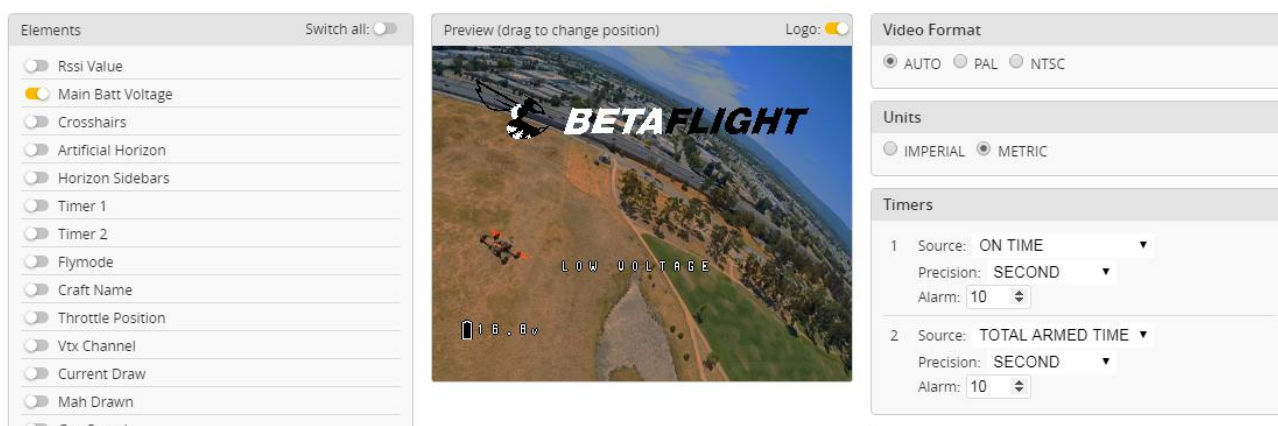 Elements
Switch all:
Rssi Value
Main Batt Voltage
Crosshairs
Artificial Horizon
Horizon Sidebars
Timer 1
Timer 2
Flymode
Craft Name
Throttle Position
Vtx Channel
Current Draw
Mah Drawn
Preview (drag to change position)
Logo:
BETAFLIGHT
LOW VOLTAGE
16.8v
Video Format
AUTO PAL NTSC
Units
IMPERIAL METRIC
Timers
1 Source: ON TIME
Precision: SECOND
Alarm: 10
2 Source: TOTAL ARMED TIME
Precision: SECOND
Alarm: 10